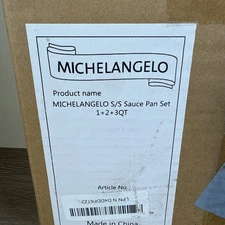 MICHELANGELO
Product name
MICHELANGELO S/S Sauce Pan Set
1+2+3QT
Article No.
Made in China